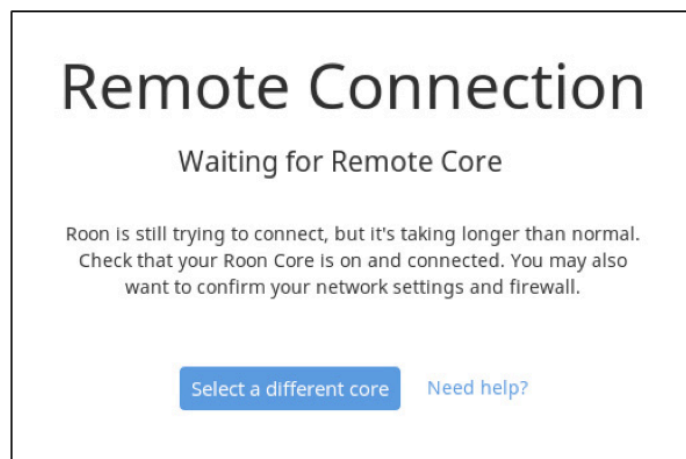 Remote Connection
Waiting for Remote Core
Roon is still trying to connect, but it's taking longer than normal.
Check that your Roon Core is on and connected. You may also
want to confirm your network settings and firewall.
Select a different core Need help?